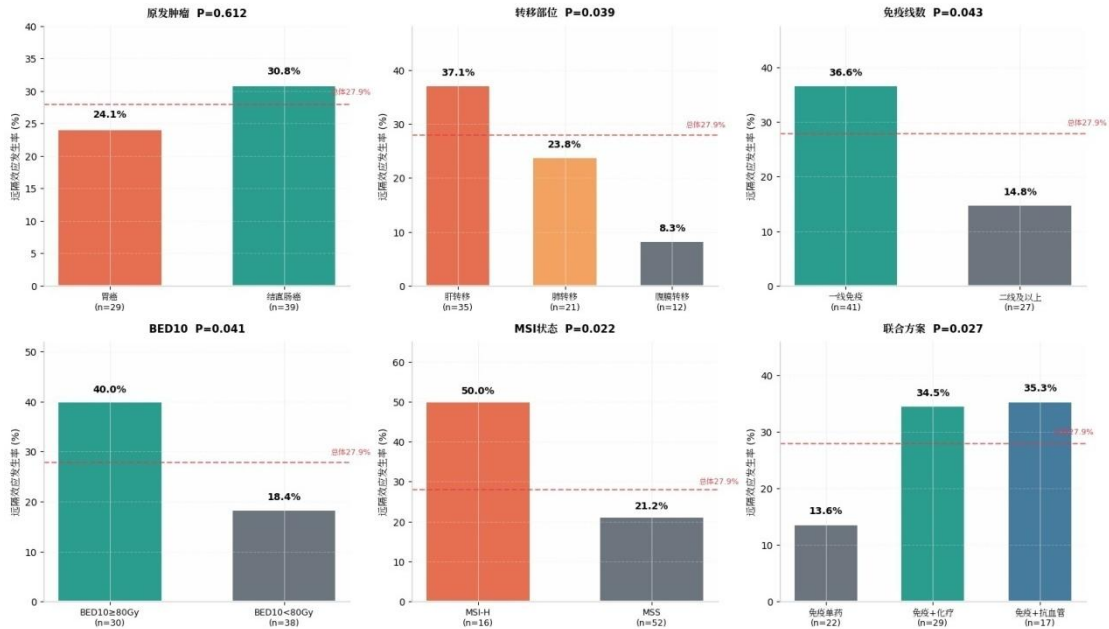 原发肿瘤 P=0.612
远隔效应发生率 (%)
40
35
30
25
20
15
10
5
0
24.1%
30.8%
总体27.9%
胃癌
(n=29)
结直肠癌
(n=39)
转移部位 P=0.039
远隔效应发生率 (%)
40
30
20
10
0
37.1%
23.8%
8.3%
总体27.9%
肝转移
(n=35)
肺转移
(n=21)
腹膜转移
(n=12)
免疫线数 P=0.043
远隔效应发生率 (%)
40
30
20
10
0
36.6%
14.8%
总体27.9%
一线免疫
(n=41)
二线及以上
(n=27)
BED10 P=0.041
远隔效应发生率 (%)
50
40
30
20
10
0
40.0%
18.4%
总体27.9%
BED10≥80Gy
(n=30)
BED10<80Gy
(n=38)
MSI状态 P=0.022
远隔效应发生率 (%)
60
50
40
30
20
10
0
50.0%
21.2%
总体27.9%
MSI-H
(n=16)
MSS
(n=52)
联合方案 P=0.027
远隔效应发生率 (%)
40
30
20
10
0
13.6%
34.5%
35.3%
27.9%
免疫单药
(n=22)
免疫+化疗
(n=29)
免疫+抗血管
(n=17)